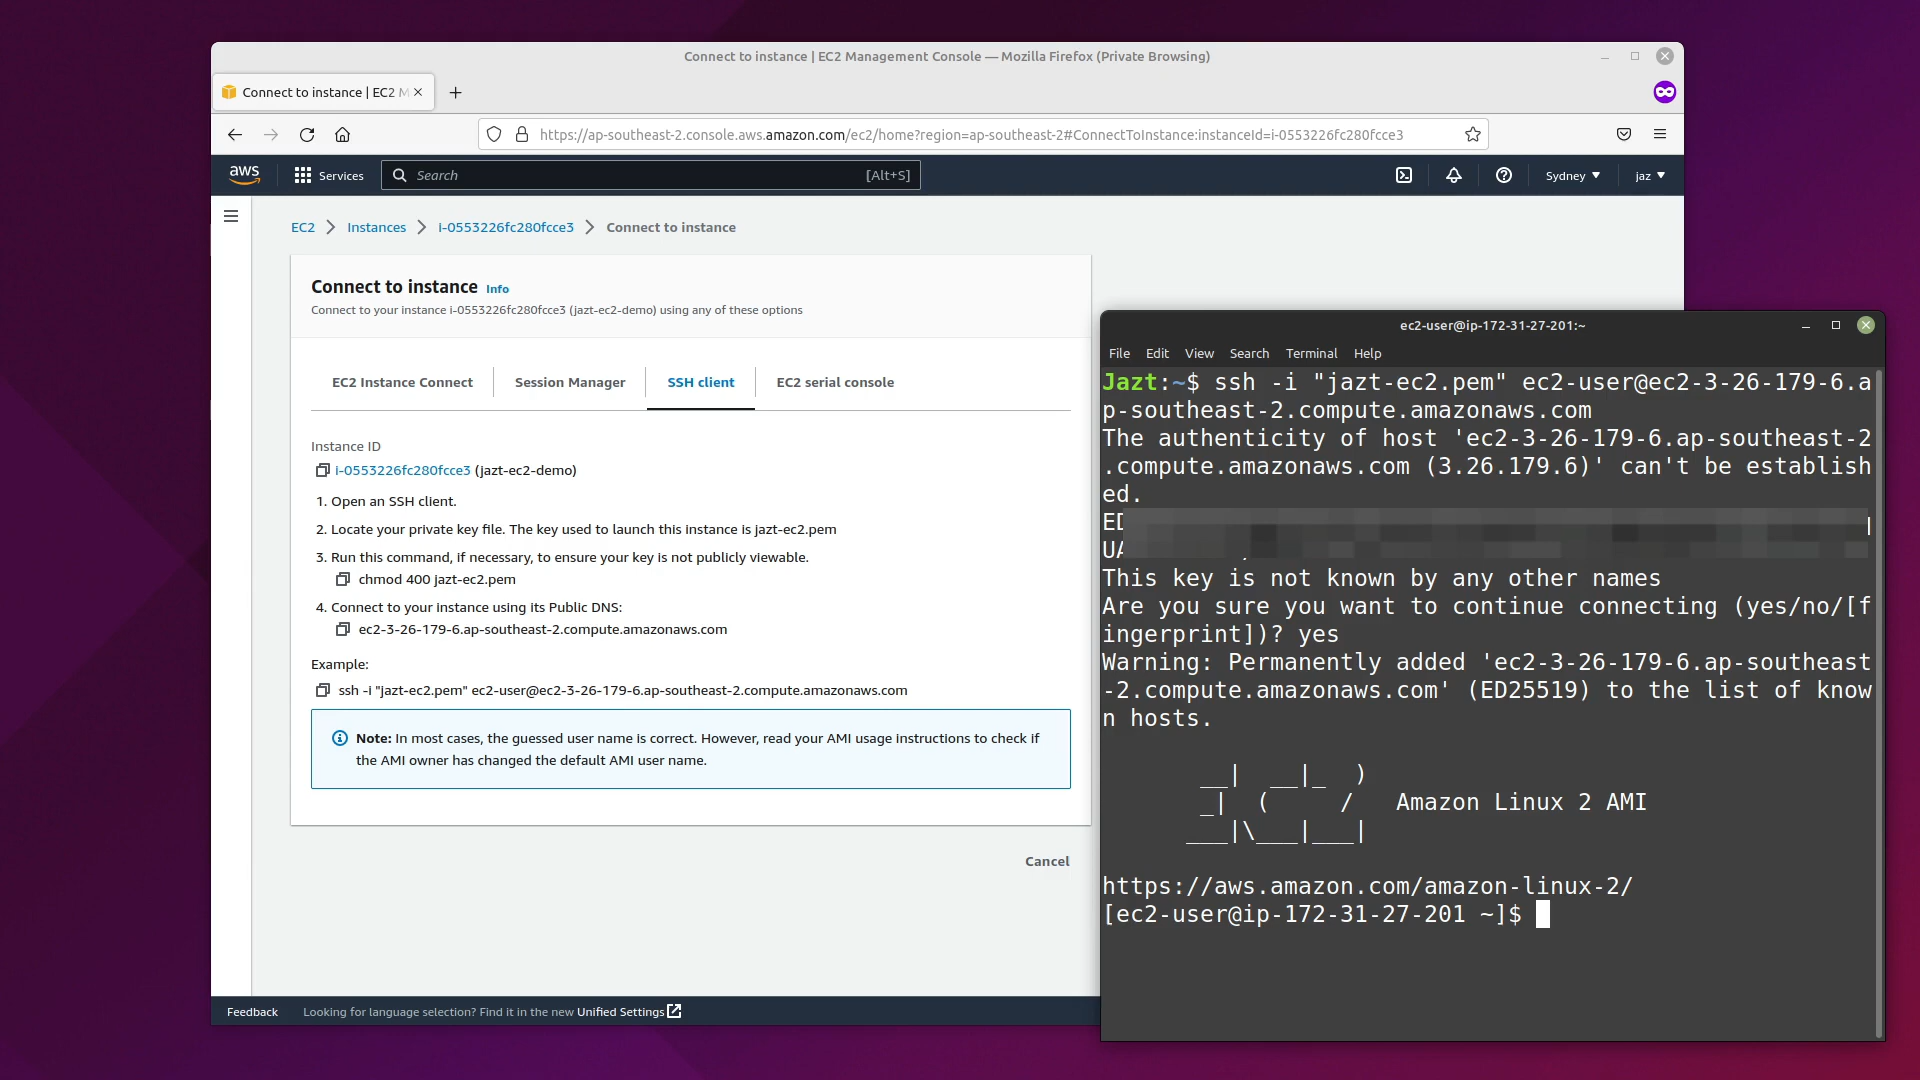 Connect to instance | EC2 Management Console — Mozilla Firefox (Private Browsing)
Connect to instance | EC2 M
https://ap-southeast-2.console.aws.amazon.com/ec2/home?region=ap-southeast-2#ConnectToInstance:instanceId=i-0553226fc280fcce3
aws
Services
Search
[Alt+S]
Sydney
jaz
EC2 > Instances > i-0553226fc280fcce3 > Connect to instance
Connect to instance Info
Connect to your instance i-0553226fc280fcce3 (jazt-ec2-demo) using any of these options
EC2 Instance Connect
Session Manager
SSH client
EC2 serial console
Instance ID
i-0553226fc280fcce3 (jazt-ec2-demo)
1. Open an SSH client.
2. Locate your private key file. The key used to launch this instance is jazt-ec2.pem
3. Run this command, if necessary, to ensure your key is not publicly viewable.
chmod 400 jazt-ec2.pem
4. Connect to your instance using its Public DNS:
ec2-3-26-179-6.ap-southeast-2.compute.amazonaws.com
Example:
ssh -i "jazt-ec2.pem" ec2-user@ec2-3-26-179-6.ap-southeast-2.compute.amazonaws.com
Note: In most cases, the guessed user name is correct. However, read your AMI usage instructions to check if
the AMI owner has changed the default AMI user name.
Cancel
Feedback
Looking for language selection? Find it in the new Unified Settings
ec2-user@ip-172-31-27-201:~
File Edit View Search Terminal Help
Jazt:~$ ssh -i "jazt-ec2.pem" ec2-user@ec2-3-26-179-6.a
p-southeast-2.compute.amazonaws.com
The authenticity of host 'ec2-3-26-179-6.ap-southeast-2
.compute.amazonaws.com (3.26.179.6)' can't be establish
ed.
ED
UA
This key is not known by any other names
Are you sure you want to continue connecting (yes/no/[f
ingerprint])? yes
Warning: Permanently added 'ec2-3-26-179-6.ap-southeast
-2.compute.amazonaws.com' (ED25519) to the list of know
n hosts.
__|  __|_  )
_|  (     /   Amazon Linux 2 AMI
___|\___|___|
https://aws.amazon.com/amazon-linux-2/
[ec2-user@ip-172-31-27-201 ~]$